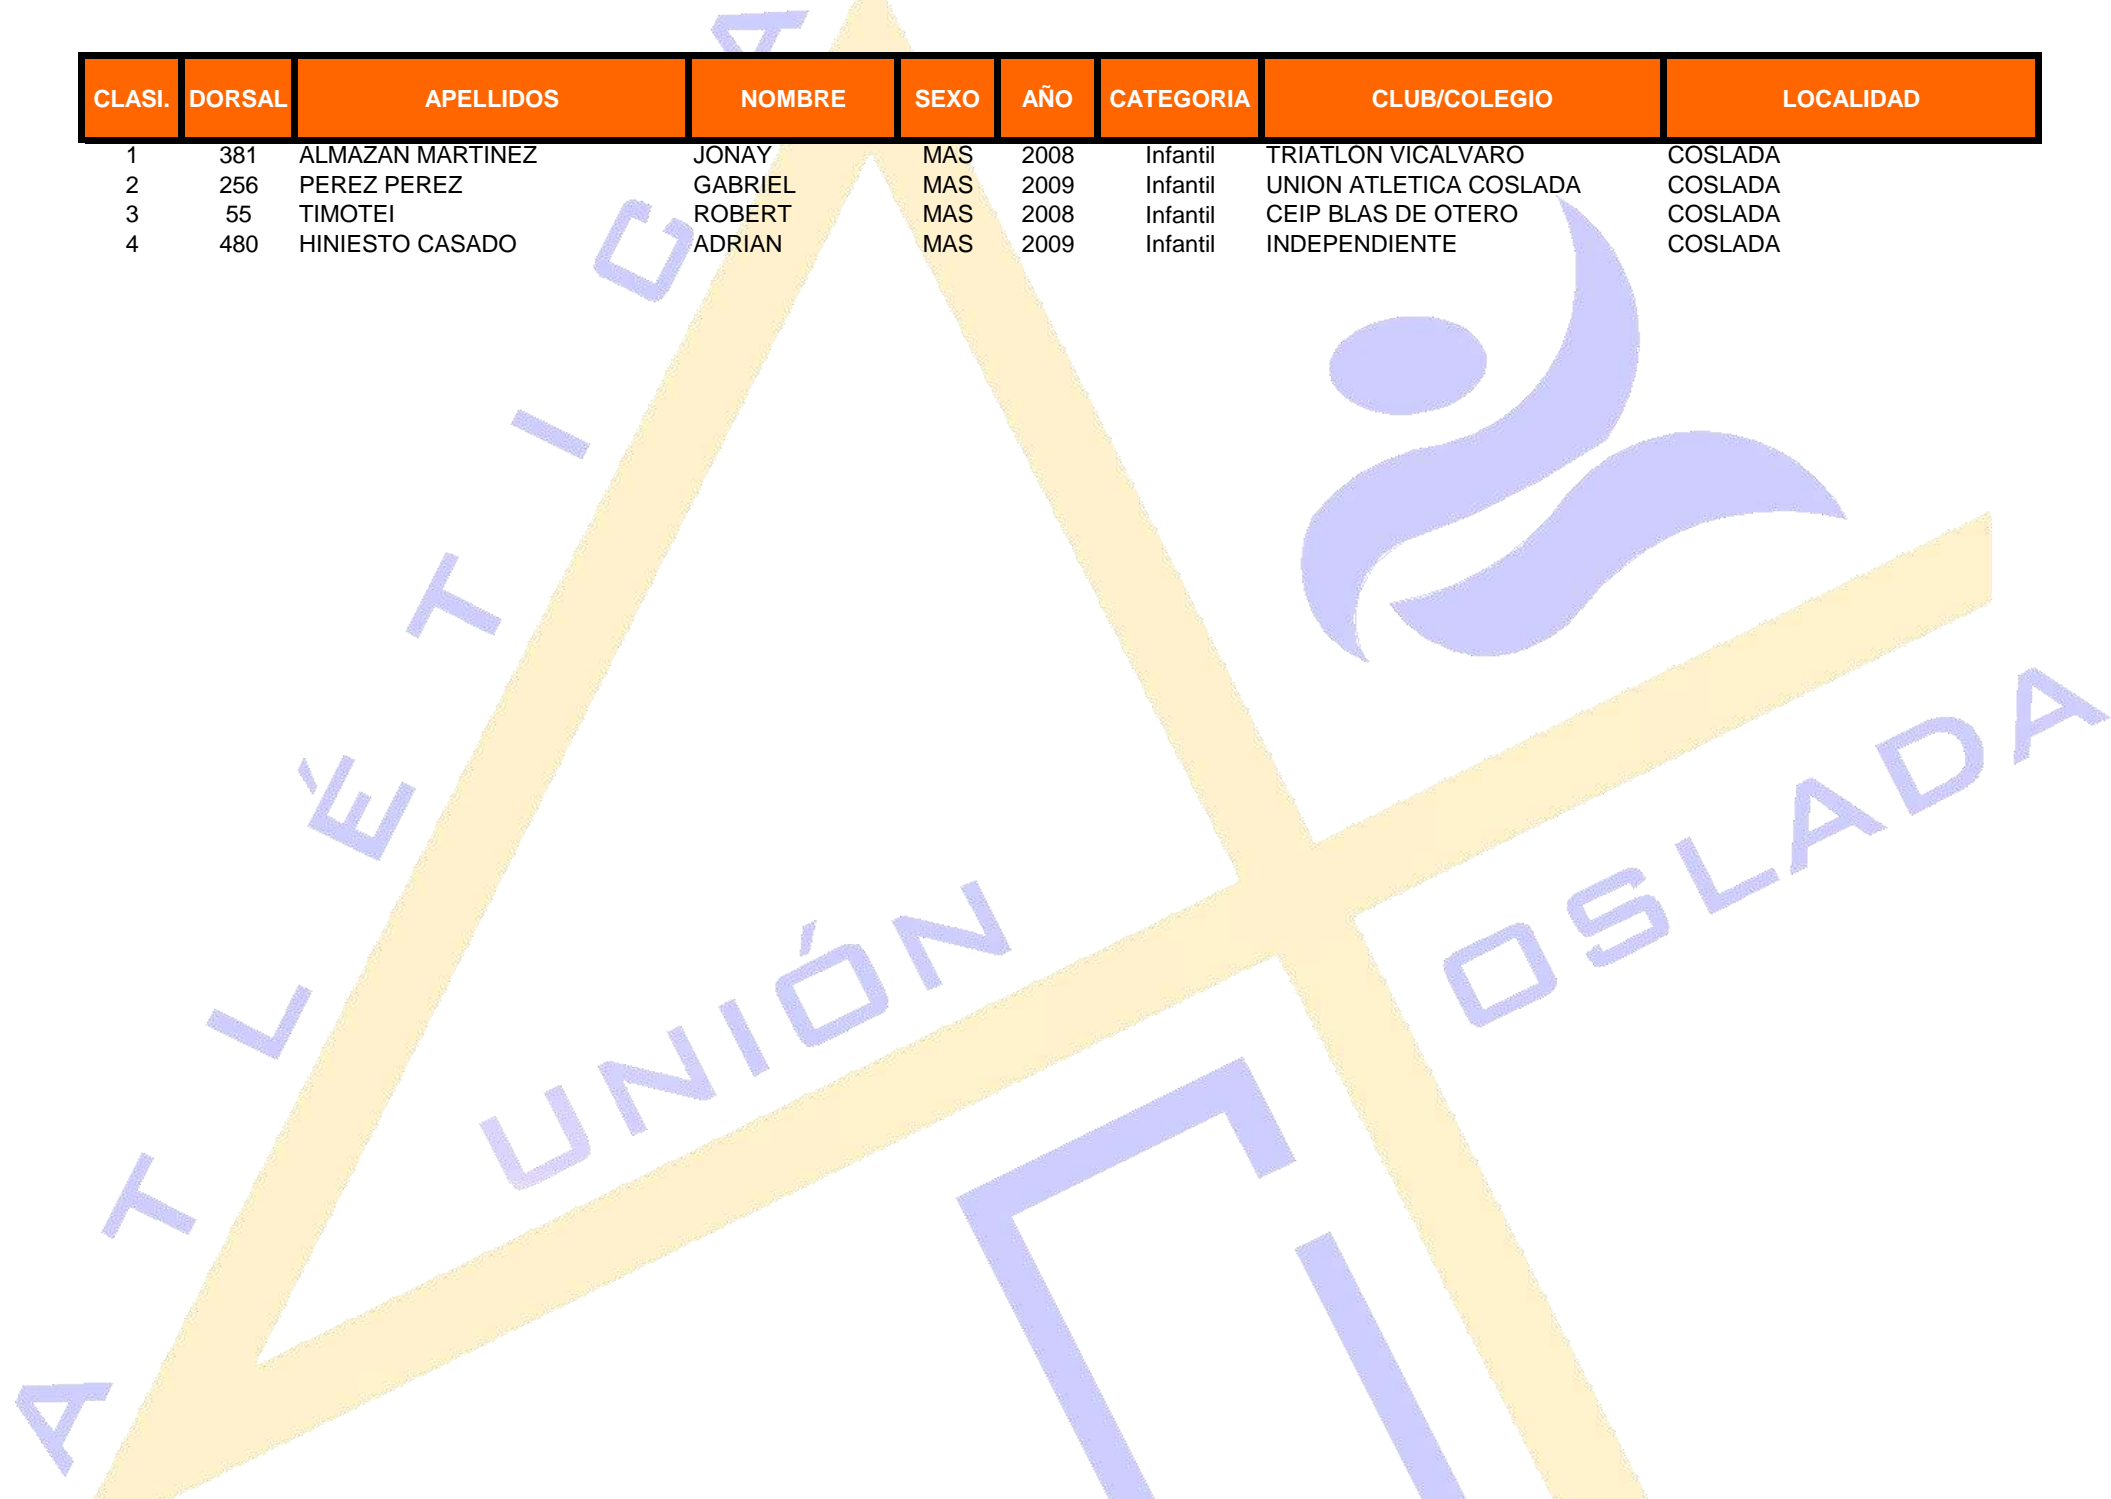 CLASI. DORSAL APELLIDOS NOMBRE SEXO AÑO CATEGORIA CLUB/COLEGIO LOCALIDAD
1 381 ALMAZAN MARTINEZ JONAY MAS 2008 Infantil TRIATLÓN VICÁLVARO COSLADA
2 256 PEREZ PEREZ GABRIEL MAS 2009 Infantil UNION ATLETICA COSLADA COSLADA
3 55 TIMOTEI ROBERT MAS 2008 Infantil CEIP BLAS DE OTERO COSLADA
4 480 HINIESTO CASADO ADRIAN MAS 2009 Infantil INDEPENDIENTE COSLADA
ATLÉTICA
UNIÓN
COSLADA